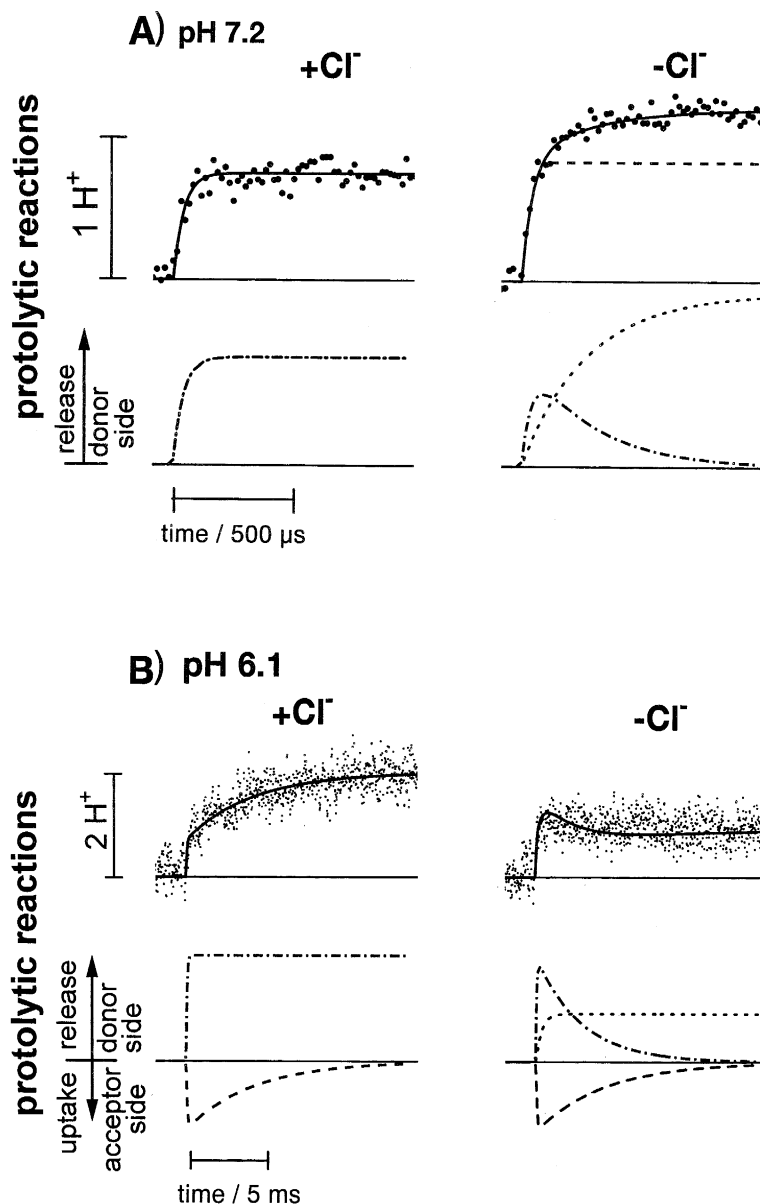 A) pH 7.2
+Cl⁻
-Cl⁻
protolytic reactions
1 H⁺
release
donor
side
time / 500 µs
B) pH 6.1
+Cl⁻
-Cl⁻
protolytic reactions
2 H⁺
release
donor
side
uptake
acceptor
side
time / 5 ms